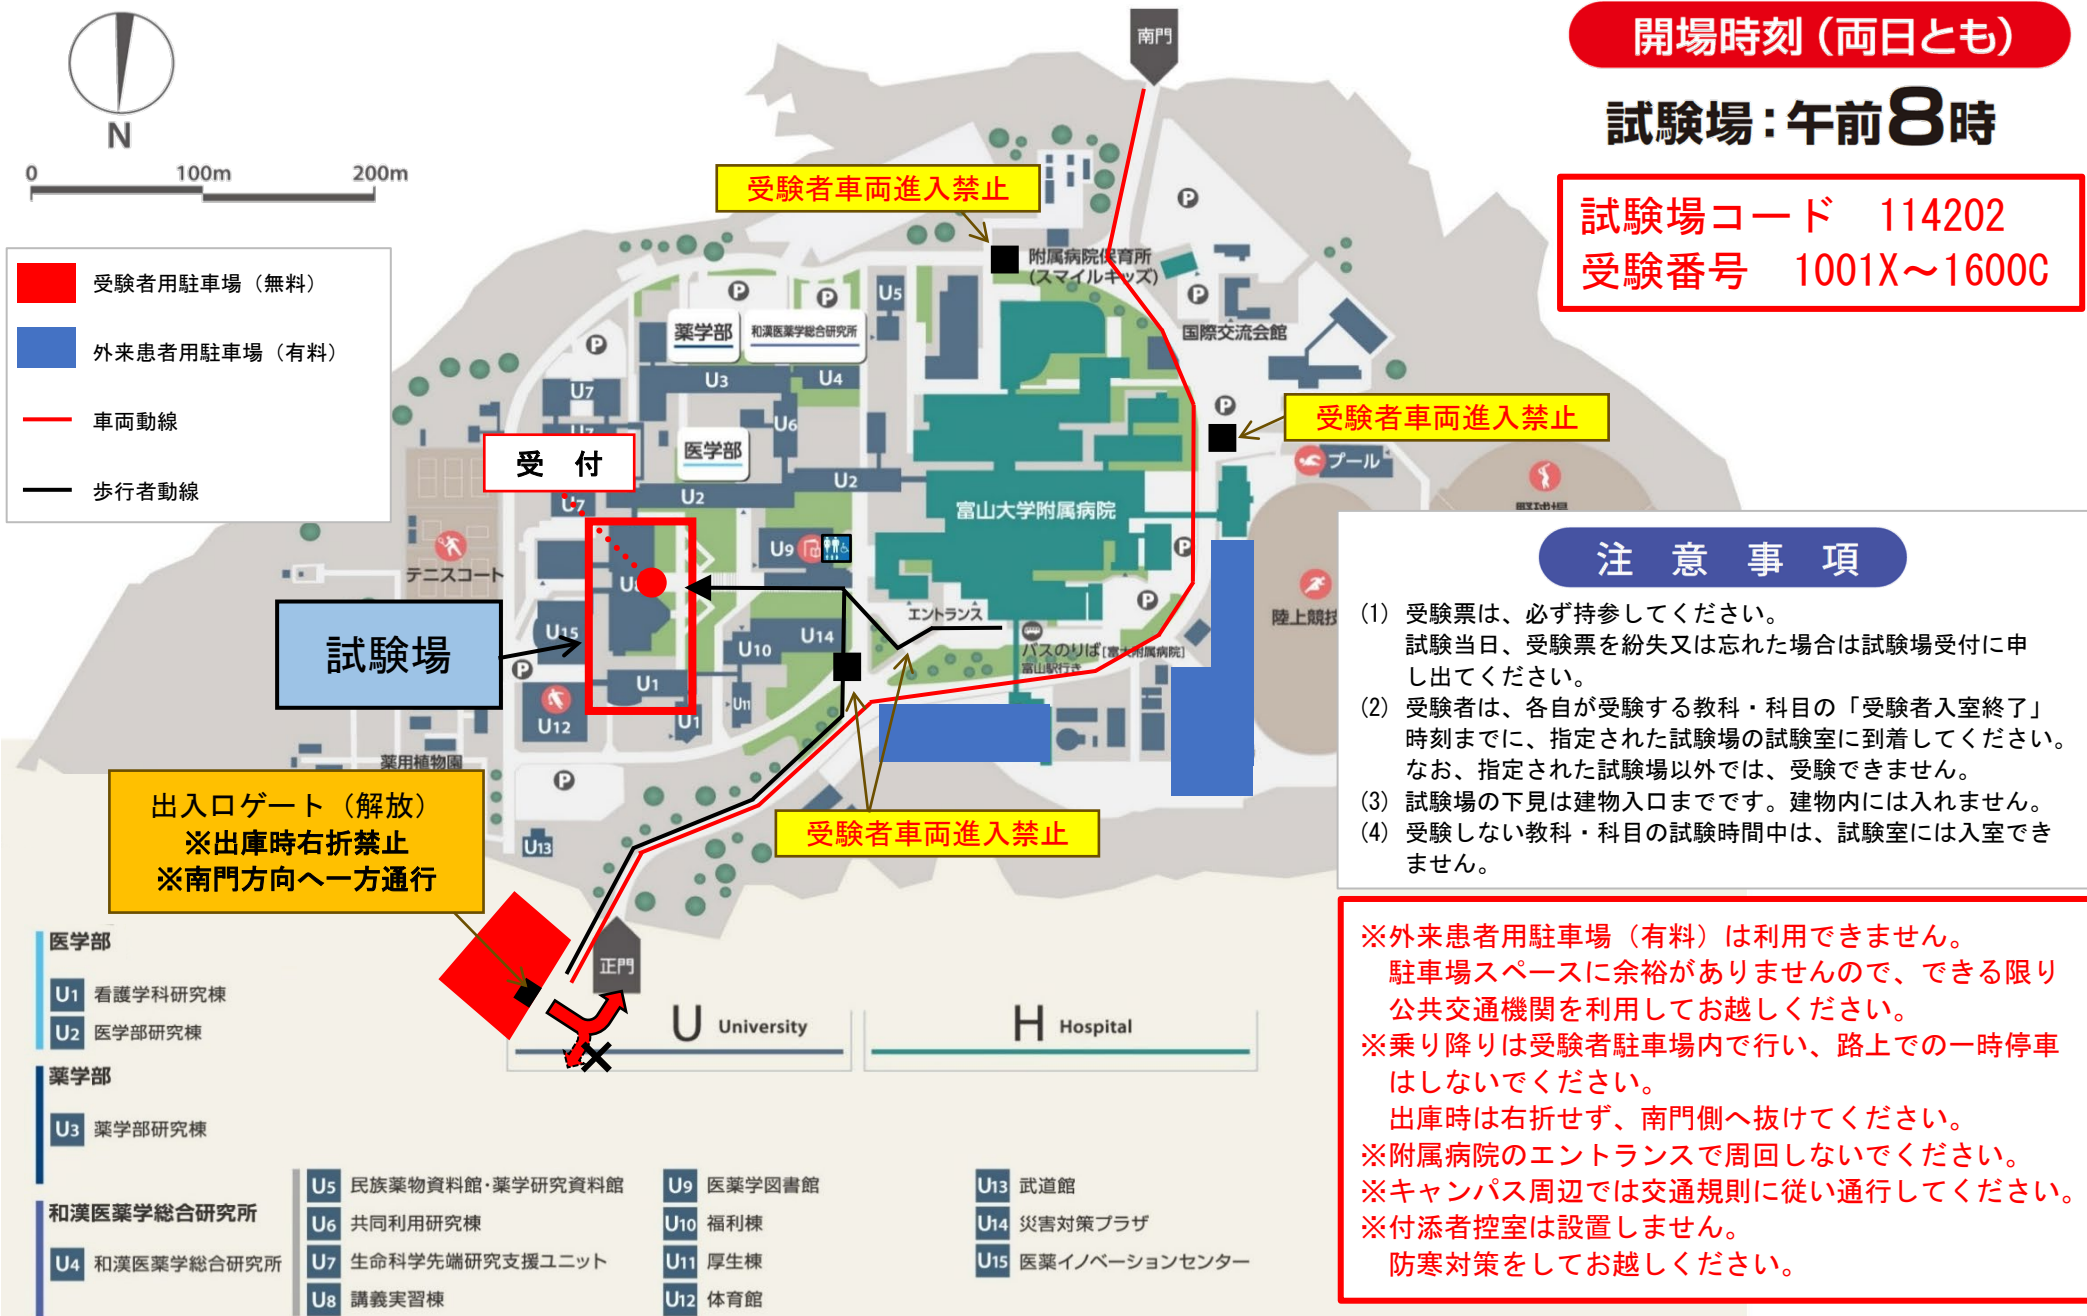 南門
開場時刻（両日とも）
試験場：午前8時
N
0 100m 200m
試験場コード 114202
受験番号 1001X～1600C
受験者用駐車場（無料）
外来患者用駐車場（有料）
車両動線
歩行者動線
受験者車両進入禁止
附属病院保育所
（スマイルキッズ）
P
P
P
U5
P
国際交流会館
薬学部
和漢医薬学総合研究所
P
U3
U4
U7
U7
P
受験者車両進入禁止
U6
医学部
受 付
プール
野球場
U2
U2
U7
富山大学附属病院
U9
P
テニスコート
U8
P
陸上競技
エントランス
試験場
U15
U14
U10
バスのりば［富大附属病院］
富山駅行き
P
U1
U11
U12
U1
薬用植物園
P
出入口ゲート（解放）
※出庫時右折禁止
※南門方向へ一方通行
受験者車両進入禁止
U13
正門
U University
H Hospital
注 意 事 項
(1) 受験票は、必ず持参してください。
試験当日、受験票を紛失又は忘れた場合は試験場受付に申
し出てください。
(2) 受験者は、各自が受験する教科・科目の「受験者入室終了」
時刻までに、指定された試験場の試験室に到着してください。
なお、指定された試験場以外では、受験できません。
(3) 試験場の下見は建物入口までです。建物内には入れません。
(4) 受験しない教科・科目の試験時間中は、試験室には入室でき
ません。
※外来患者用駐車場（有料）は利用できません。
駐車場スペースに余裕がありませんので、できる限り
公共交通機関を利用してお越しください。
※乗り降りは受験者駐車場内で行い、路上での一時停車
はしないでください。
出庫時は右折せず、南門側へ抜けてください。
※附属病院のエントランスで周回しないでください。
※キャンパス周辺では交通規則に従い通行してください。
※付添者控室は設置しません。
防寒対策をしてお越しください。
医学部
U1 看護学科研究棟
U2 医学部研究棟
薬学部
U3 薬学部研究棟
和漢医薬学総合研究所
U4 和漢医薬学総合研究所
U5 民族薬物資料館・薬学研究資料館
U6 共同利用研究棟
U7 生命科学先端研究支援ユニット
U8 講義実習棟
U9 医薬学図書館
U10 福利棟
U11 厚生棟
U12 体育館
U13 武道館
U14 災害対策プラザ
U15 医薬イノベーションセンター